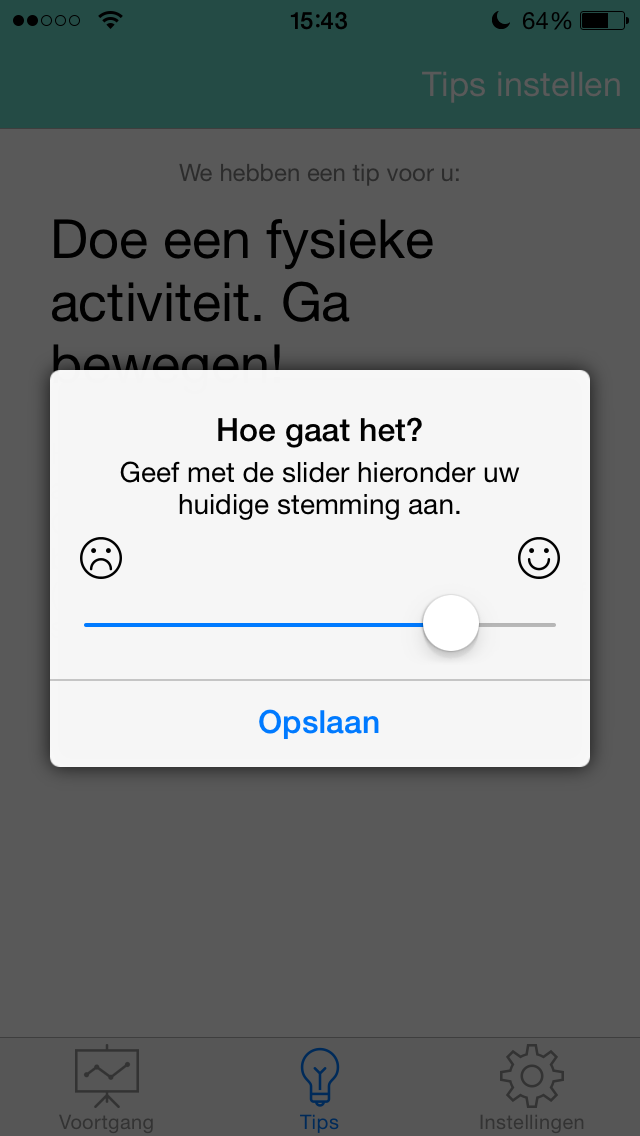 15:43
64%
Tips instellen
We hebben een tip voor u:
Doe een fysieke
activiteit. Ga
bewegen!
Hoe gaat het?
Geef met de slider hieronder uw
huidige stemming aan.
Opslaan
Voortgang
Tips
Instellingen